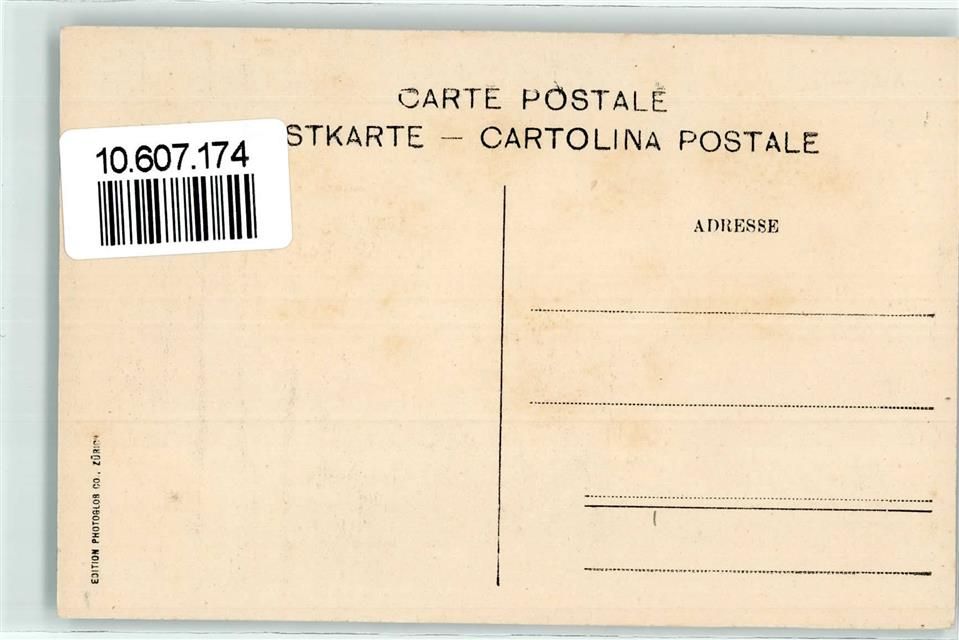 CARTE POSTALE
STKARTE — CARTOLINA POSTALE
10.607.174
ADRESSE
EDITION PHOTOGLOB CO., ZÜRICH